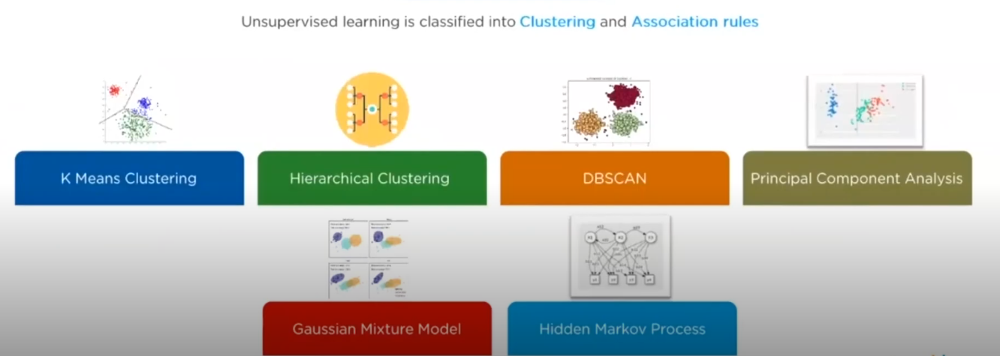 Unsupervised learning is classified into Clustering and Association rules
K Means Clustering
Hierarchical Clustering
DBSCAN
Principal Component Analysis
Gaussian Mixture Model
Hidden Markov Process